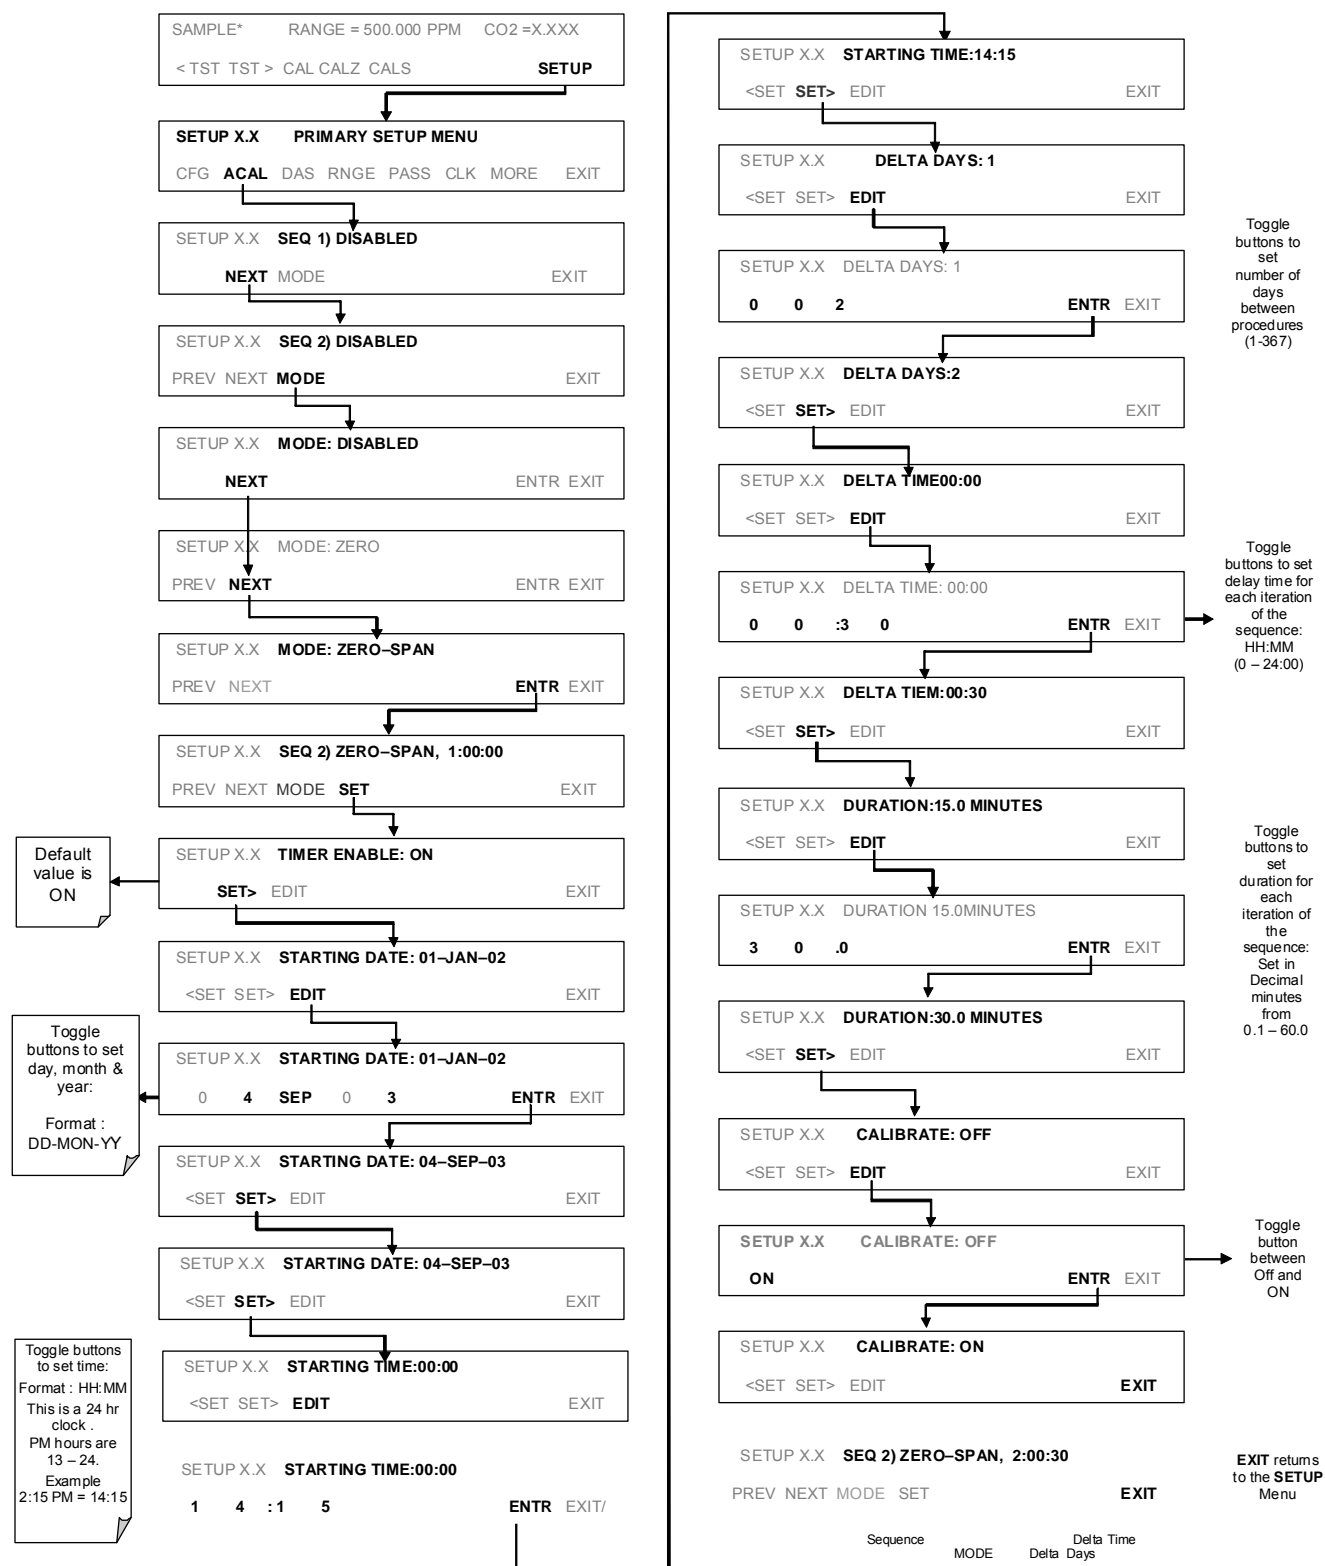 SAMPLE* RANGE = 500.000 PPM CO2 =X.XXX
< TST TST > CAL CALZ CALS SETUP
SETUP X.X PRIMARY SETUP MENU
CFG ACAL DAS RNGE PASS CLK MORE EXIT
SETUP X.X SEQ 1) DISABLED
NEXT MODE EXIT
SETUP X.X SEQ 2) DISABLED
PREV NEXT MODE EXIT
SETUP X.X MODE: DISABLED
NEXT ENTR EXIT
SETUP X.X MODE: ZERO
PREV NEXT ENTR EXIT
SETUP X.X MODE: ZERO–SPAN
PREV NEXT ENTR EXIT
SETUP X.X SEQ 2) ZERO–SPAN, 1:00:00
PREV NEXT MODE SET EXIT
Default
value is
ON
SETUP X.X TIMER ENABLE: ON
SET> EDIT EXIT
SETUP X.X STARTING DATE: 01–JAN–02
<SET SET> EDIT EXIT
Toggle
buttons to set
day, month &
year:
Format :
DD-MON-YY
SETUP X.X STARTING DATE: 01–JAN–02
0 4 SEP 0 3 ENTR EXIT
SETUP X.X STARTING DATE: 04–SEP–03
<SET SET> EDIT EXIT
SETUP X.X STARTING DATE: 04–SEP–03
<SET SET> EDIT EXIT
Toggle buttons
to set time:
Format : HH:MM
This is a 24 hr
clock .
PM hours are
13 – 24.
Example
2:15 PM = 14:15
SETUP X.X STARTING TIME:00:00
<SET SET> EDIT EXIT
SETUP X.X STARTING TIME:00:00
1 4 :1 5 ENTR EXIT/
SETUP X.X STARTING TIME:14:15
<SET SET> EDIT EXIT
SETUP X.X DELTA DAYS: 1
<SET SET> EDIT EXIT
SETUP X.X DELTA DAYS: 1
0 0 2 ENTR EXIT
Toggle
buttons to
set
number of
days
between
procedures
(1-367)
SETUP X.X DELTA DAYS:2
<SET SET> EDIT EXIT
SETUP X.X DELTA TIME00:00
<SET SET> EDIT EXIT
SETUP X.X DELTA TIME: 00:00
0 0 :3 0 ENTR EXIT
Toggle
buttons to set
delay time for
each iteration
of the
sequence:
HH:MM
(0 – 24:00)
SETUP X.X DELTA TIEM:00:30
<SET SET> EDIT EXIT
SETUP X.X DURATION:15.0 MINUTES
<SET SET> EDIT EXIT
SETUP X.X DURATION 15.0MINUTES
3 0 .0 ENTR EXIT
Toggle
buttons to
set
duration for
each
iteration of
the
sequence:
Set in
Decimal
minutes
from
0.1 – 60.0
SETUP X.X DURATION:30.0 MINUTES
<SET SET> EDIT EXIT
SETUP X.X CALIBRATE: OFF
<SET SET> EDIT EXIT
SETUP X.X CALIBRATE: OFF
ON ENTR EXIT
Toggle
button
between
Off and
ON
SETUP X.X CALIBRATE: ON
<SET SET> EDIT EXIT
SETUP X.X SEQ 2) ZERO–SPAN, 2:00:30
PREV NEXT MODE SET EXIT
EXIT returns
to the SETUP
Menu
Sequence Delta Time
MODE Delta Days